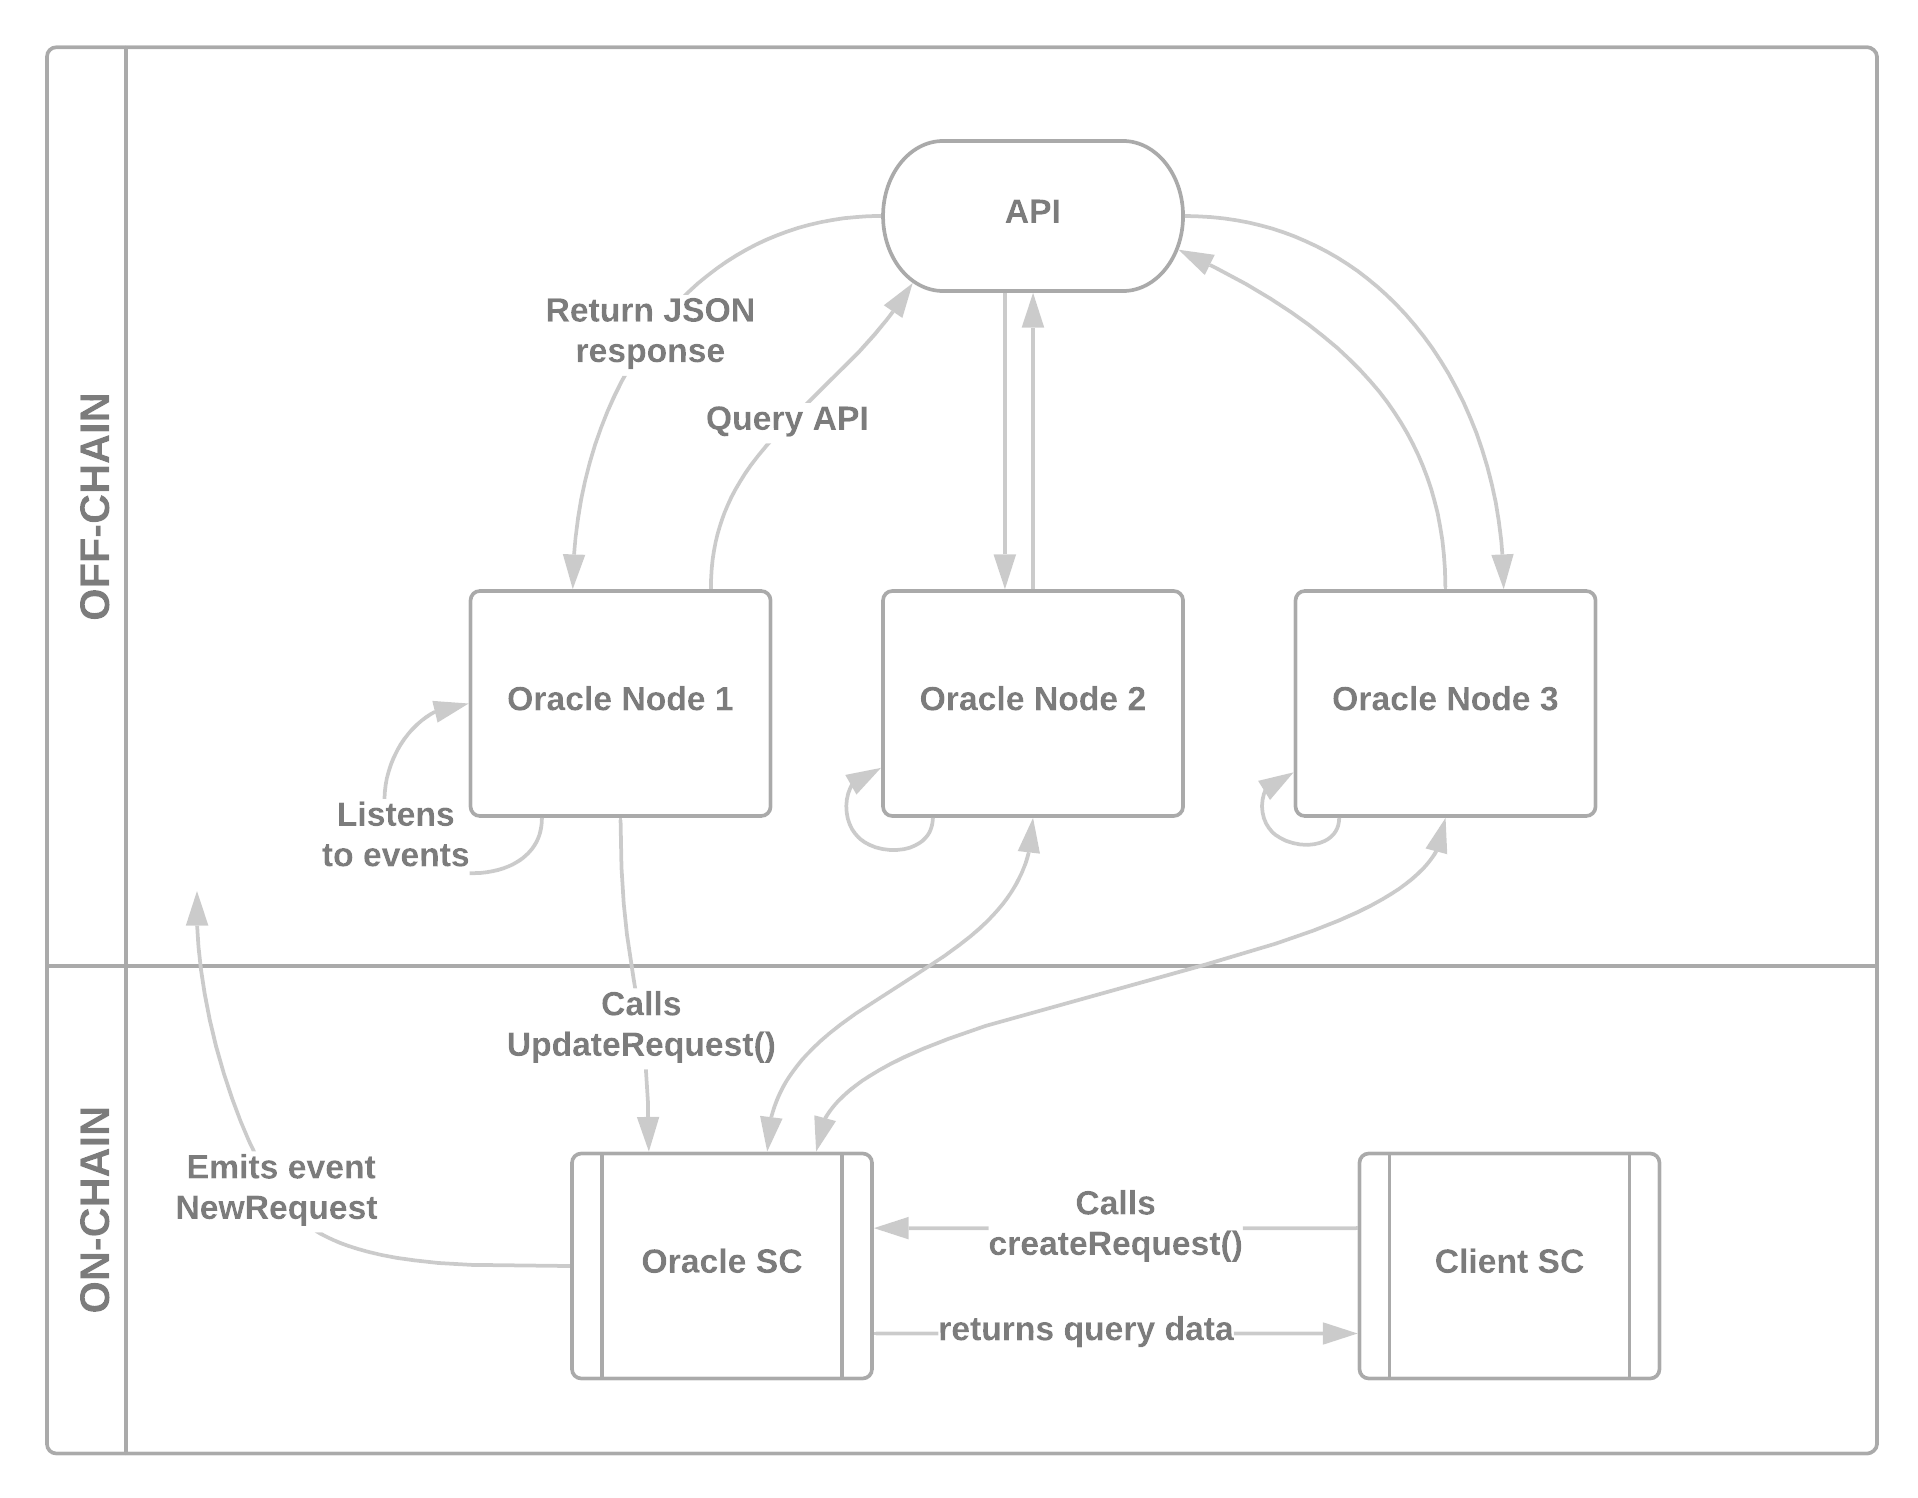 OFF-CHAIN
API
Return JSON
response
Query API
Oracle Node 1
Oracle Node 2
Oracle Node 3
Listens
to events
ON-CHAIN
Calls
UpdateRequest()
Emits event
NewRequest
Oracle SC
Calls
createRequest()
returns query data
Client SC